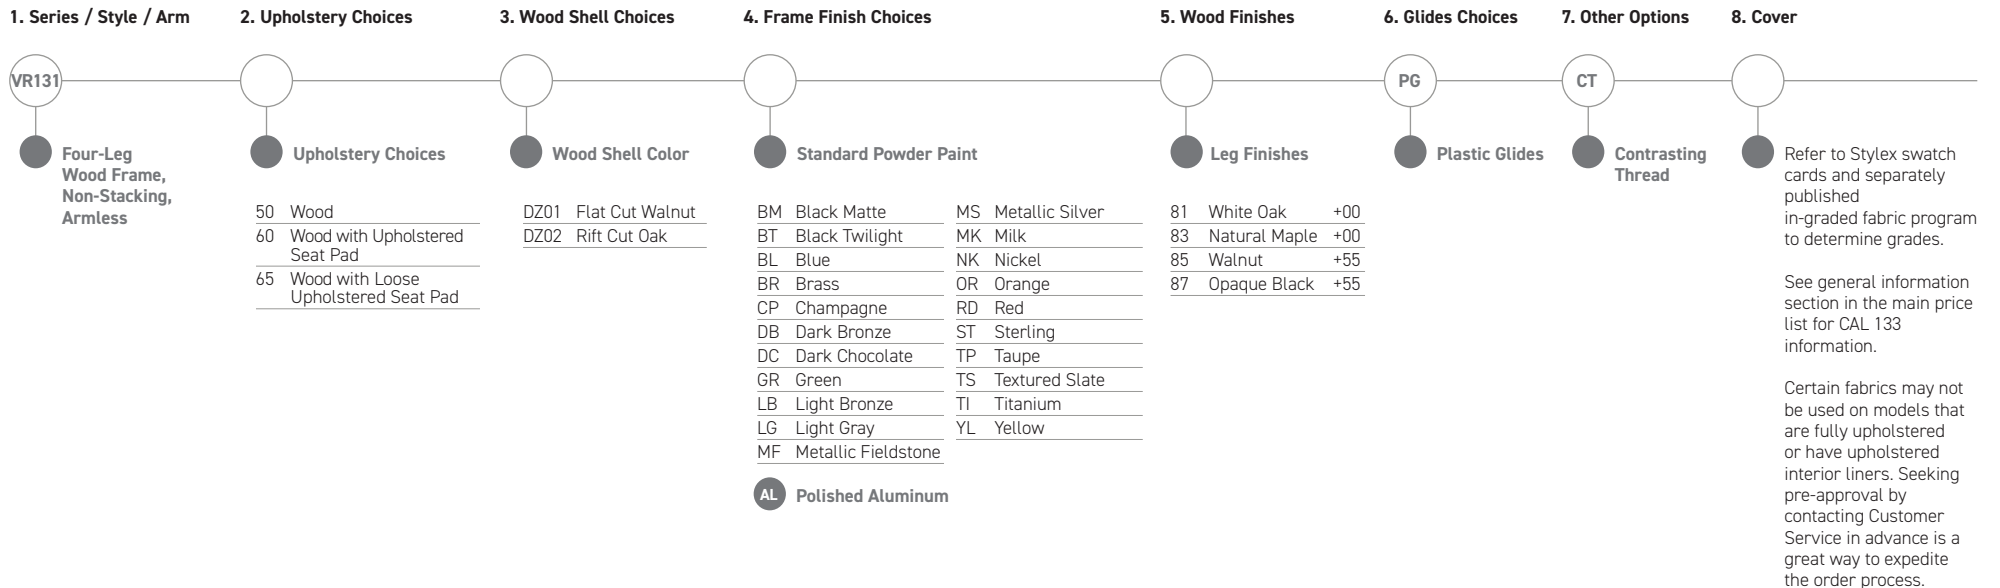 1. Series / Style / Arm
VR131
Four-Leg
Wood Frame,
Non-Stacking,
Armless
2. Upholstery Choices
Upholstery Choices
50 Wood
60 Wood with Upholstered
Seat Pad
65 Wood with Loose
Upholstered Seat Pad
3. Wood Shell Choices
Wood Shell Color
DZ01 Flat Cut Walnut
DZ02 Rift Cut Oak
4. Frame Finish Choices
Standard Powder Paint
BM Black Matte
BT Black Twilight
BL Blue
BR Brass
CP Champagne
DB Dark Bronze
DC Dark Chocolate
GR Green
LB Light Bronze
LG Light Gray
MF Metallic Fieldstone
MS Metallic Silver
MK Milk
NK Nickel
OR Orange
RD Red
ST Sterling
TP Taupe
TS Textured Slate
TI Titanium
YL Yellow
AL Polished Aluminum
5. Wood Finishes
Leg Finishes
81 White Oak +00
83 Natural Maple +00
85 Walnut +55
87 Opaque Black +55
6. Glides Choices
PG
Plastic Glides
7. Other Options
CT
Contrasting
Thread
8. Cover
Refer to Stylex swatch
cards and separately
published
in-graded fabric program
to determine grades.
See general information
section in the main price
list for CAL 133
information.
Certain fabrics may not
be used on models that
are fully upholstered
or have upholstered
interior liners. Seeking
pre-approval by
contacting Customer
Service in advance is a
great way to expedite
the order process.